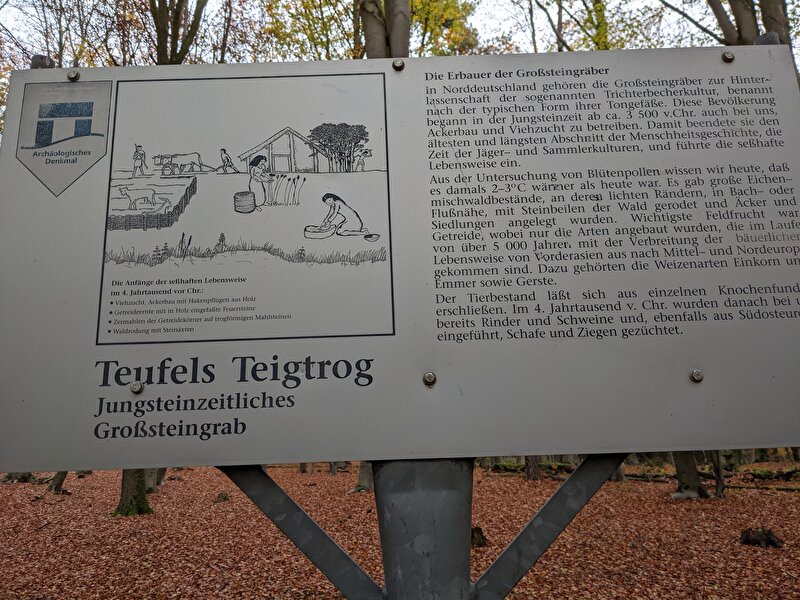 Archäologisches
Denkmal
Die Anfänge der seßhaften Lebensweise
im 4. Jahrtausend vor Chr.:
• Viehzucht, Ackerbau mit Hakenpflügen aus Holz
• Getreideernte mit in Holz eingefaßte Feuersteine
• Zermahlen der Getreidekörner auf trogförmigen Mahlsteinen
• Waldrodung mit Steinäxten
Teufels Teigtrog
Jungsteinzeitliches
Großsteingrab
Die Erbauer der Großsteingräber
In Norddeutschland gehören die Großsteingräber zur Hinter-
lassenschaft der sogenannten Trichterbecherkultur, benannt
nach der typischen Form ihrer Tongefäße. Diese Bevölkerung
begann in der Jungsteinzeit ab ca. 3 500 v.Chr. auch bei uns,
Ackerbau und Viehzucht zu betreiben. Damit beendete sie den
ältesten und längsten Abschnitt der Menschheitsgeschichte, die
Zeit der Jäger- und Sammlerkulturen, und führte die seßhafte
Lebensweise ein.
Aus der Untersuchung von Blütenpollen wissen wir heute, daß
es damals 2-3°C wärmer als heute war. Es gab große Eichen-
mischwaldbestände, an deren lichten Rändern, in Bach- oder
Flußnähe, mit Steinbeilen der Wald gerodet und Äcker und
Siedlungen angelegt wurden. Wichtigste Feldfrucht war
Getreide, wobei nur die Arten angebaut wurden, die im Laufe
von über 5 000 Jahren mit der Verbreitung der bäuerlichen
Lebensweise von Vorderasien aus nach Mittel- und Nordeurop
gekommen sind. Dazu gehörten die Weizenarten Einkorn un
Emmer sowie Gerste.
Der Tierbestand läßt sich aus einzelnen Knochenfund
erschließen. Im 4. Jahrtausend v. Chr. wurden danach bei u
bereits Rinder und Schweine und, ebenfalls aus Südosteuro
eingeführt, Schafe und Ziegen gezüchtet.